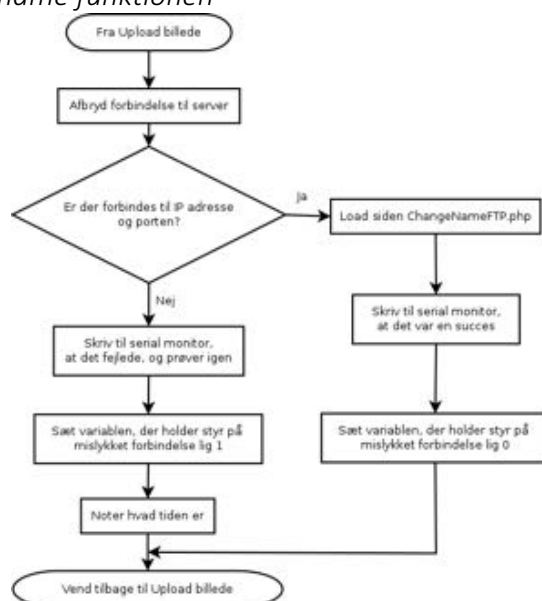 funktionen
Fra Upload billede
Afbryd forbindelse til server
Er der forbindes til IP adresse
og porten?
Ja
Load siden ChangeNameFTP.php
Nej
Skriv til serial monitor,
at det fejlede, og prøver igen
Skriv til serial monitor,
at det var en succes
Sæt variablen, der holder styr på
mislykket forbindelse lig 1
Sæt variablen, der holder styr på
mislykket forbindelse lig 0
Noter hvad tiden er
Vend tilbage til Upload billede